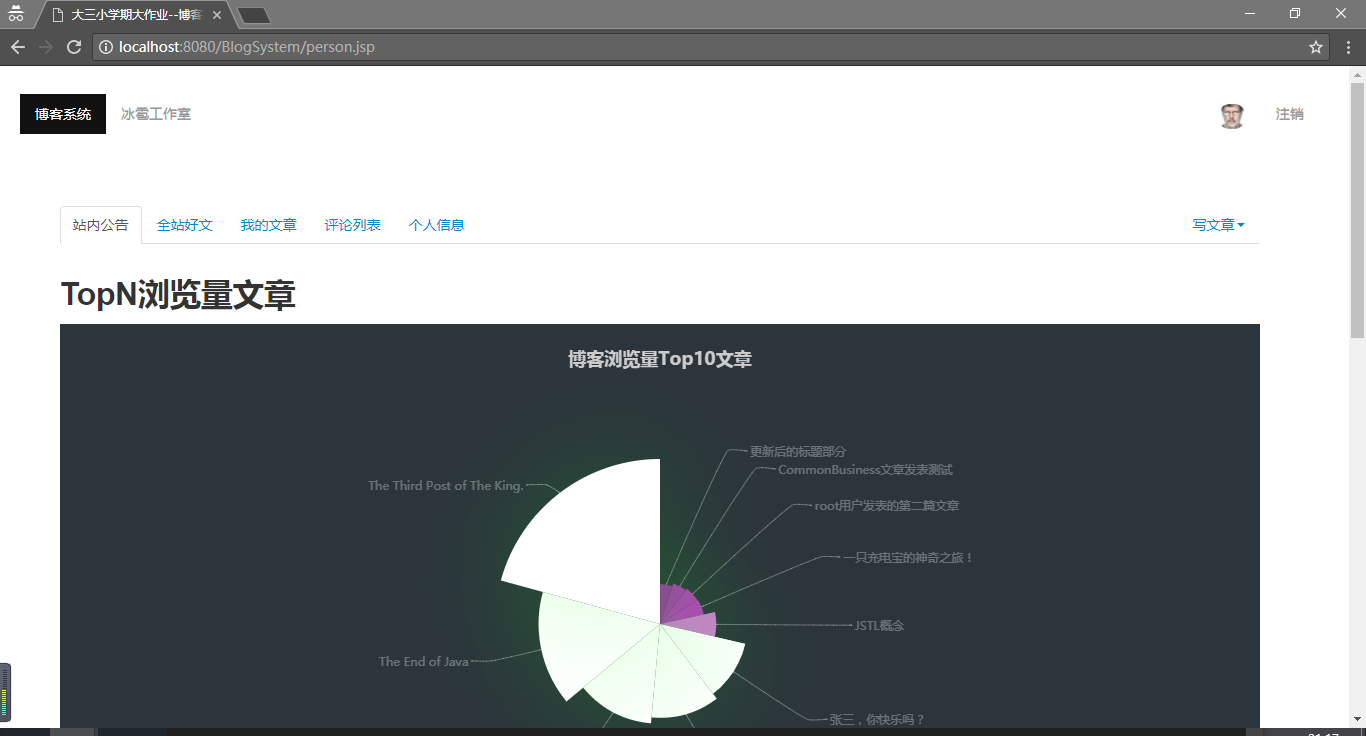 大三小学期大作业--博客
localhost:8080/BlogSystem/person.jsp
博客系统 冰雹工作室 注销
站内公告 全站好文 我的文章 评论列表 个人信息 写文章
TopN浏览量文章
博客浏览量Top10文章
更新后的标题部分
CommonBusiness文章发表测试
The Third Post of The King.
root用户发表的第二篇文章
一只充电宝的神奇之旅！
JSTL概念
The End of Java
张三，你快乐吗？